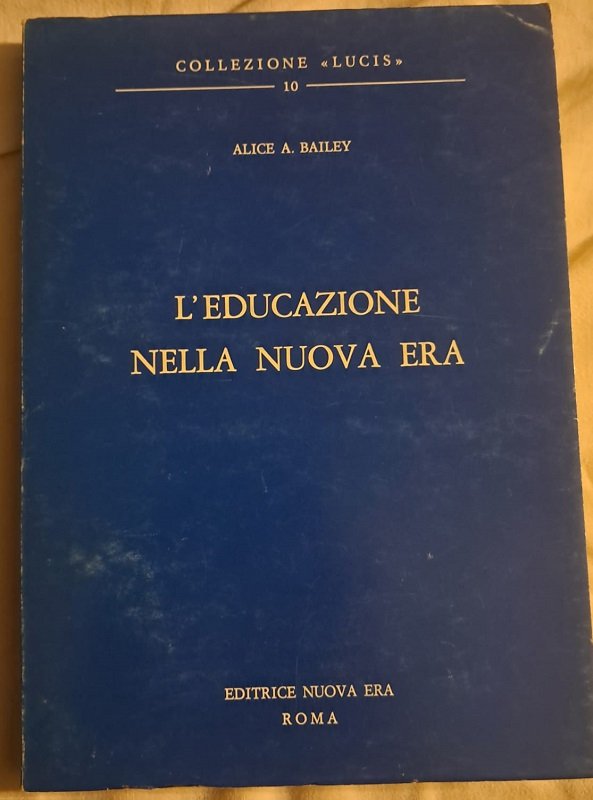 COLLEZIONE «LUCIS»
10
ALICE A. BAILEY
L'EDUCAZIONE
NELLA NUOVA ERA
EDITRICE NUOVA ERA
ROMA